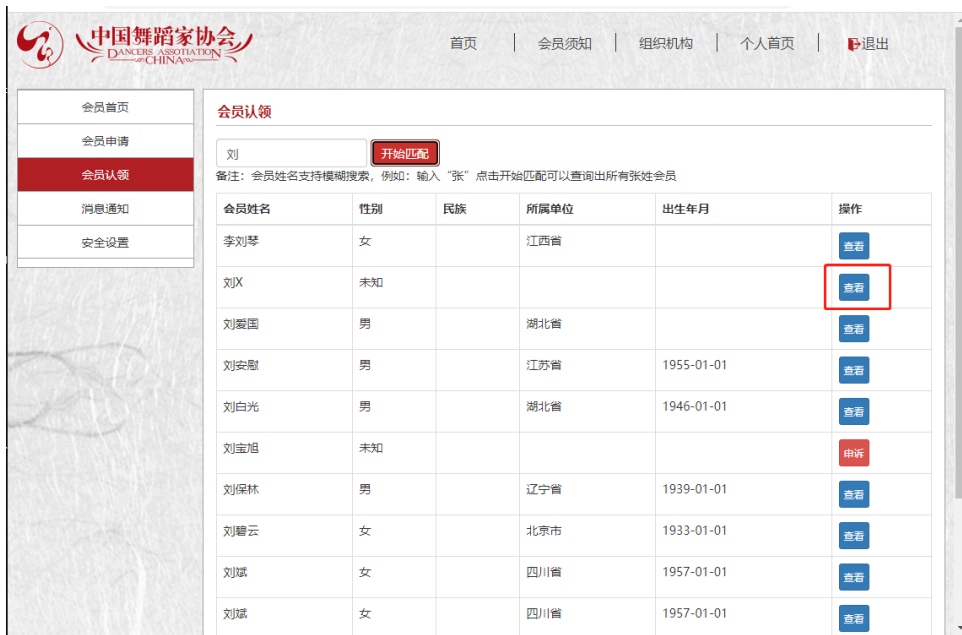 中国舞蹈家协会
DANCERS ASSOTIATION
CHINA
首页 | 会员须知 | 组织机构 | 个人首页 | 退出
会员首页
会员申请
会员认领
消息通知
安全设置
会员认领
刘 开始匹配
备注：会员姓名支持模糊搜索，例如：输入“张”点击开始匹配可以查询出所有张姓会员
会员姓名 性别 民族 所属单位 出生年月 操作
李刘琴 女 江西省 查看
刘X 未知 查看
刘爱国 男 湖北省 查看
刘安慰 男 江苏省 1955-01-01 查看
刘白光 男 湖北省 1946-01-01 查看
刘宝旭 未知 申诉
刘保林 男 辽宁省 1939-01-01 查看
刘碧云 女 北京市 1933-01-01 查看
刘斌 女 四川省 1957-01-01 查看
刘斌 女 四川省 1957-01-01 查看